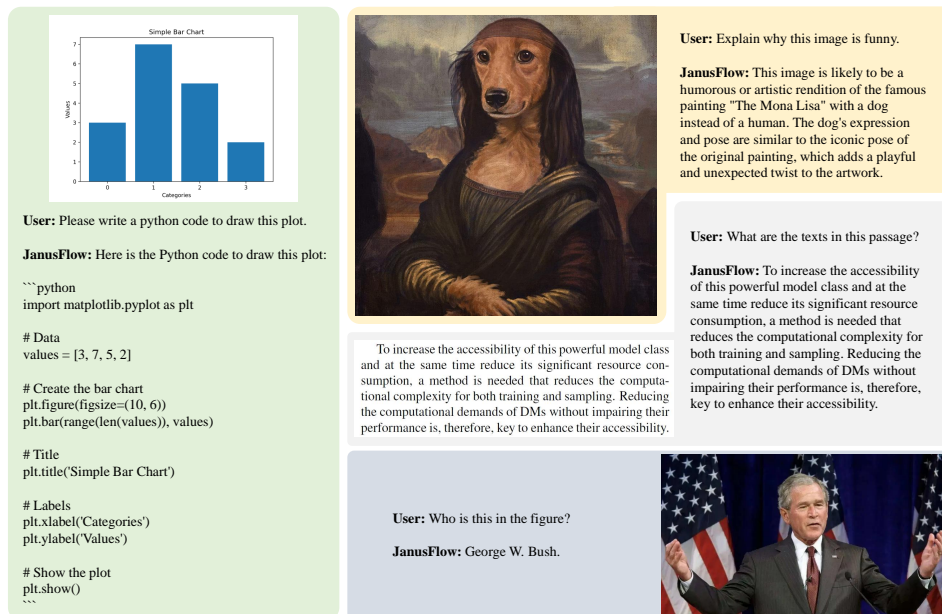 Simple Bar Chart
7
6
5
4
3
2
1
0
Values
0 1 2 3
Categories
User: Please write a python code to draw this plot.
JanusFlow: Here is the Python code to draw this plot:
```python
import matplotlib.pyplot as plt
# Data
values = [3, 7, 5, 2]
# Create the bar chart
plt.figure(figsize=(10, 6))
plt.bar(range(len(values)), values)
# Title
plt.title('Simple Bar Chart')
# Labels
plt.xlabel('Categories')
plt.ylabel('Values')
# Show the plot
plt.show()
```
User: Explain why this image is funny.
JanusFlow: This image is likely to be a
humorous or artistic rendition of the famous
painting "The Mona Lisa" with a dog
instead of a human. The dog's expression
and pose are similar to the iconic pose of
the original painting, which adds a playful
and unexpected twist to the artwork.
To increase the accessibility of this powerful model class
and at the same time reduce its significant resource con-
sumption, a method is needed that reduces the computa-
tional complexity for both training and sampling. Reducing
the computational demands of DMs without impairing their
performance is, therefore, key to enhance their accessibility.
User: What are the texts in this passage?
JanusFlow: To increase the accessibility
of this powerful model class and at the
same time reduce its significant resource
consumption, a method is needed that
reduces the computational complexity for
both training and sampling. Reducing the
computational demands of DMs without
impairing their performance is, therefore,
key to enhance their accessibility.
User: Who is this in the figure?
JanusFlow: George W. Bush.